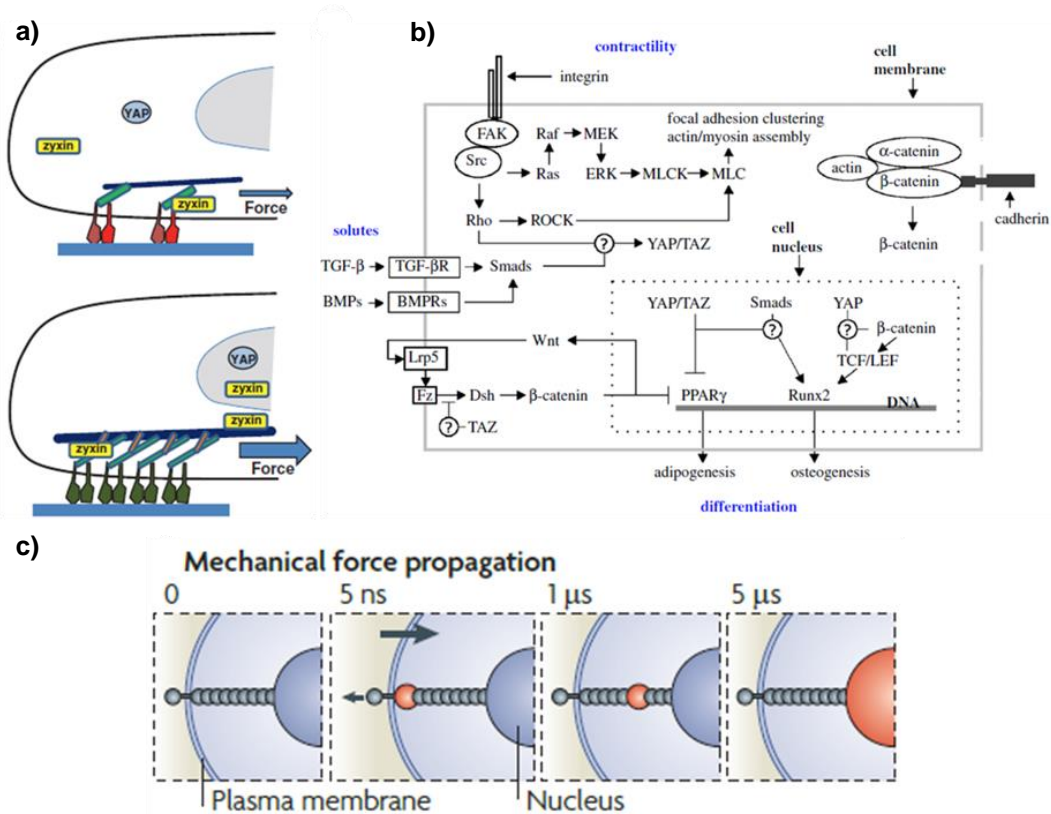 a)
YAP
zyxin
zyxin
Force
YAP
zyxin
zyxin
zyxin
Force
b)
contractility
cell
membrane
integrin
focal adhesion clustering
actin/myosin assembly
FAK
Raf
MEK
Src
Ras
ERK
MLCK
MLC
α-catenin
actin
β-catenin
cadherin
Rho
ROCK
β-catenin
solutes
?
YAP/TAZ
cell
nucleus
TGF-β
TGF-βR
Smads
BMPs
BMPRs
YAP/TAZ
Smads
YAP
?
?
β-catenin
Wnt
TCF/LEF
Lrp5
Fz
Dsh
β-catenin
PPARγ
Runx2
DNA
?
TAZ
adipogenesis
osteogenesis
differentiation
c)
Mechanical force propagation
0
5 ns
1 µs
5 µs
Plasma membrane
Nucleus